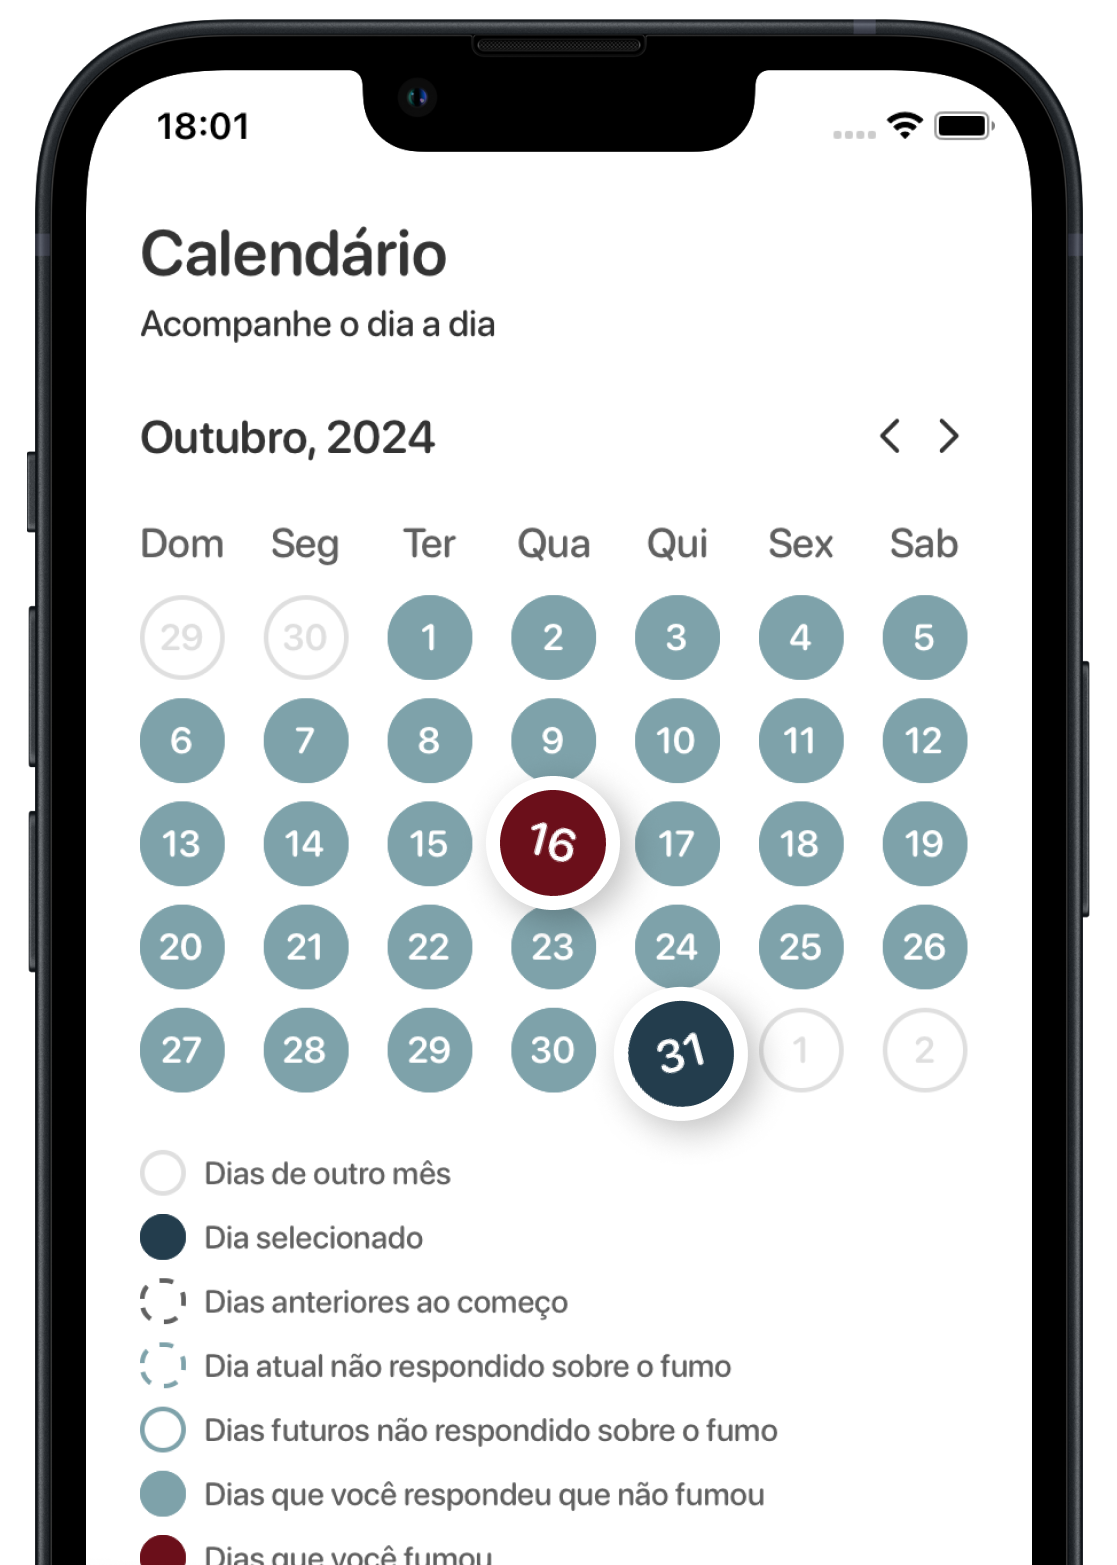 18:01
Calendário
Acompanhe o dia a dia
Outubro, 2024
Dom Seg Ter Qua Qui Sex Sab
29 30 1 2 3 4 5
6 7 8 9 10 11 12
13 14 15 16 17 18 19
20 21 22 23 24 25 26
27 28 29 30 31 1 2
Dias de outro mês
Dia selecionado
Dias anteriores ao começo
Dia atual não respondido sobre o fumo
Dias futuros não respondido sobre o fumo
Dias que você respondeu que não fumou
Dias que você fumou